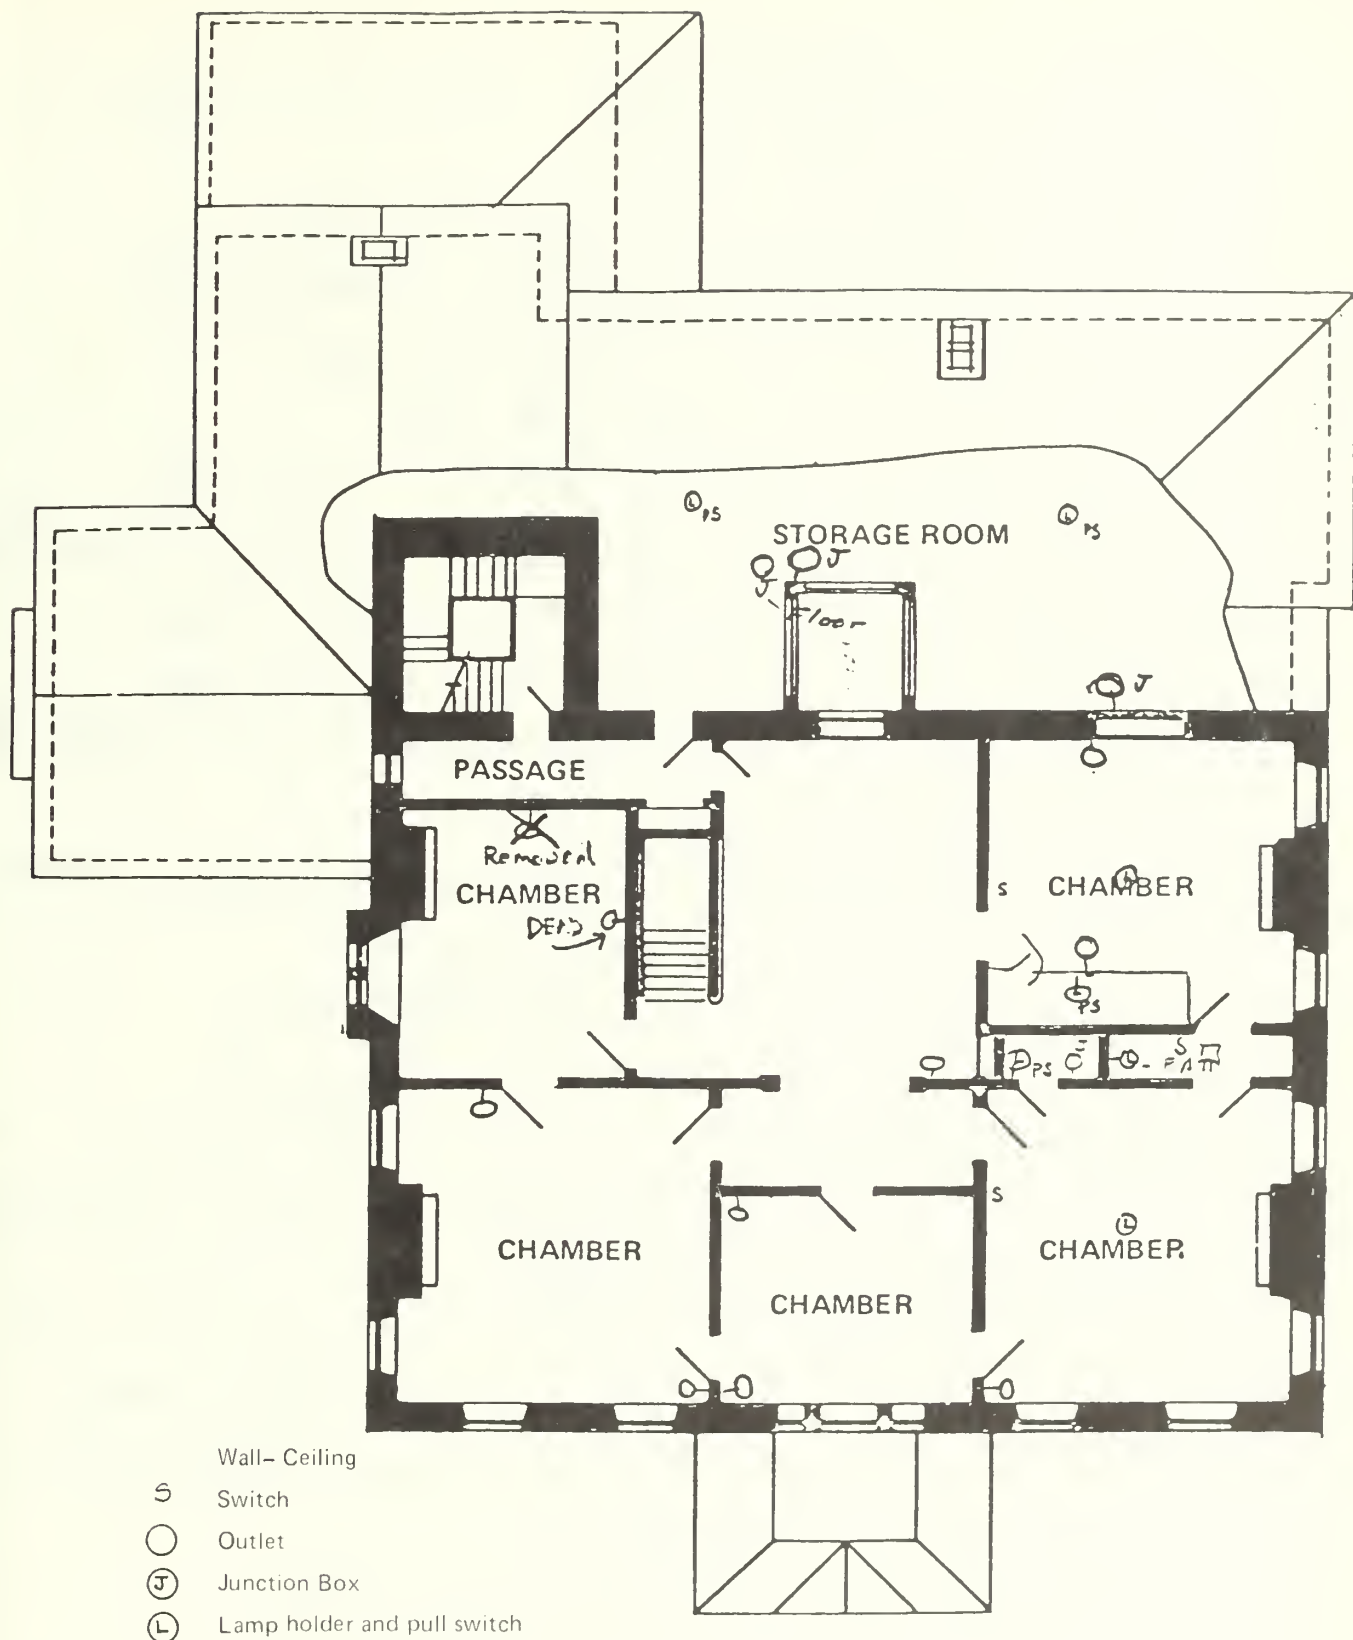 L PS
L PS
STORAGE ROOM
J
J
Floor
J
PASSAGE
Removed
CHAMBER
S
CHAMBER
L
DEAD
PS
PS
S
S
L
CHAMBER
CHAMBER
CHAMBER
Wall– Ceiling
S Switch
Outlet
J Junction Box
L Lamp holder and pull switch